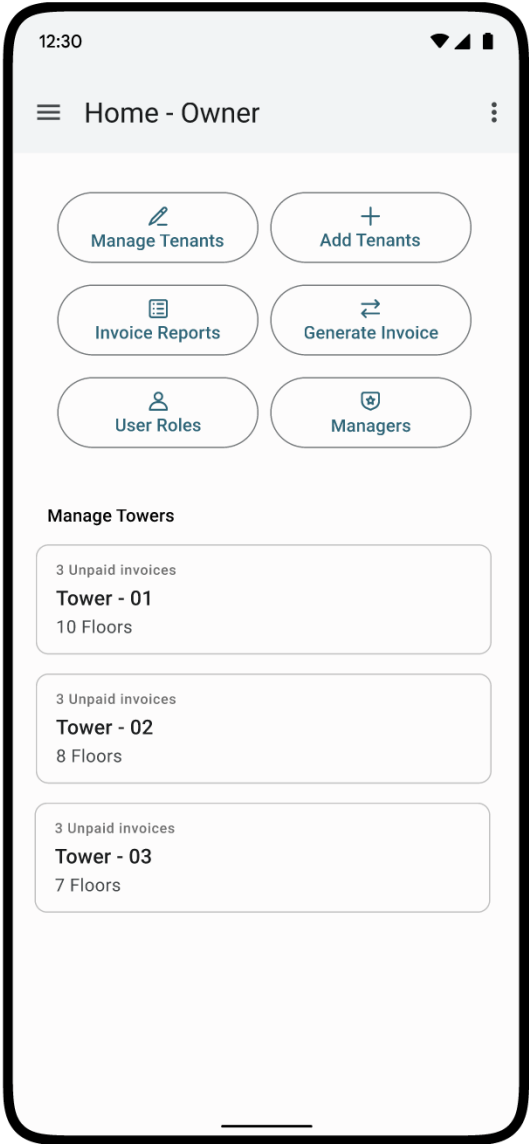 12:30
Home - Owner
Manage Tenants
Add Tenants
Invoice Reports
Generate Invoice
User Roles
Managers
Manage Towers
3 Unpaid invoices
Tower - 01
10 Floors
3 Unpaid invoices
Tower - 02
8 Floors
3 Unpaid invoices
Tower - 03
7 Floors